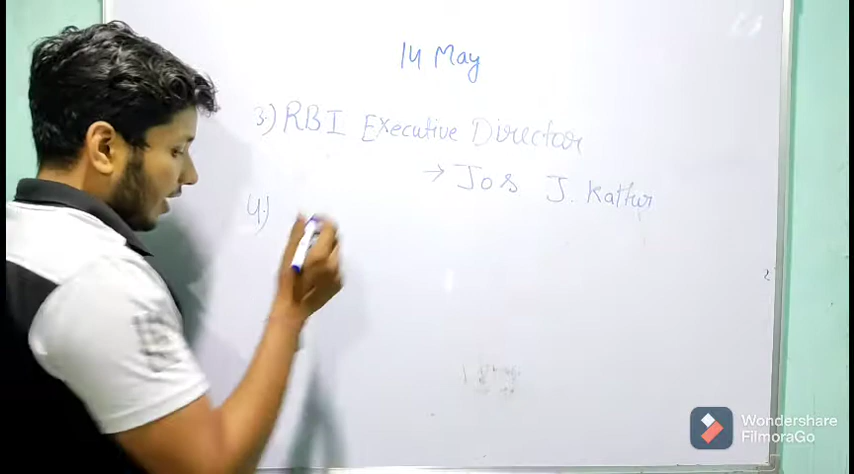 14 May
3.) RBI Executive Director
→ Jos J. Kattur
4.)
Wondershare
FilmoraGo